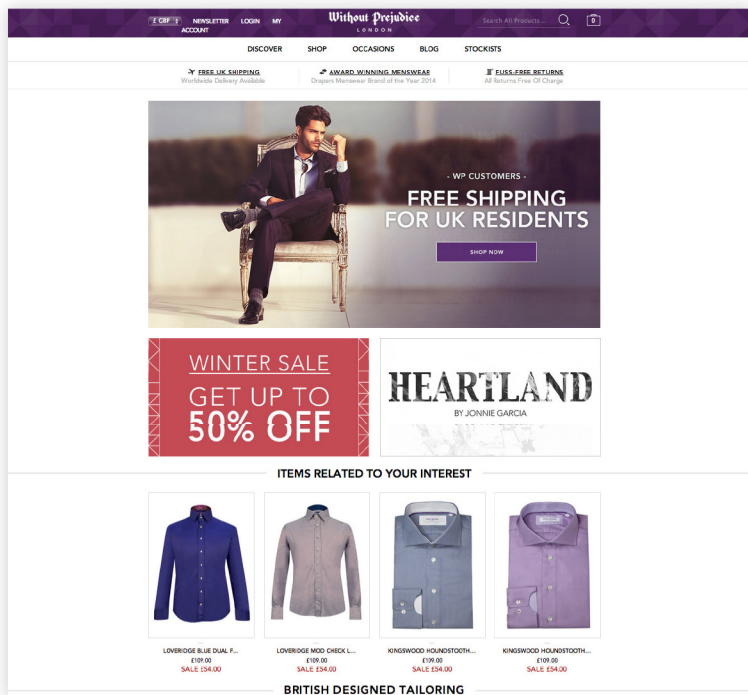 £ GBP
NEWSLETTER LOGIN MY ACCOUNT
Without Prejudice
LONDON
Search All Products...
0
DISCOVER SHOP OCCASIONS BLOG STOCKISTS
FREE UK SHIPPING
Worldwide Delivery Available
AWARD WINNING MENSWEAR
Drapers Menswear Brand of the Year 2014
FUSS-FREE RETURNS
All Returns Free Of Charge
- WP CUSTOMERS -
FREE SHIPPING
FOR UK RESIDENTS
SHOP NOW
WINTER SALE
GET UP TO
50% OFF
HEARTLAND
BY JONNIE GARCIA
ITEMS RELATED TO YOUR INTEREST
LOVERIDGE BLUE DUAL F...
£109.00
SALE £54.00
LOVERIDGE MOD CHECK L...
£109.00
SALE £54.00
KINGSWOOD HOUNDSTOOTH...
£109.00
SALE £54.00
KINGSWOOD HOUNDSTOOTH...
£109.00
SALE £54.00
BRITISH DESIGNED TAILORING